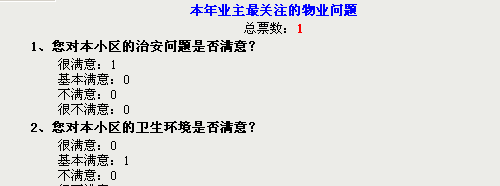 本年业主最关注的物业问题
总票数：1
1、您对本小区的治安问题是否满意？
很满意：1
基本满意：0
不满意：0
很不满意：0
2、您对本小区的卫生环境是否满意？
很满意：0
基本满意：1
不满意：0